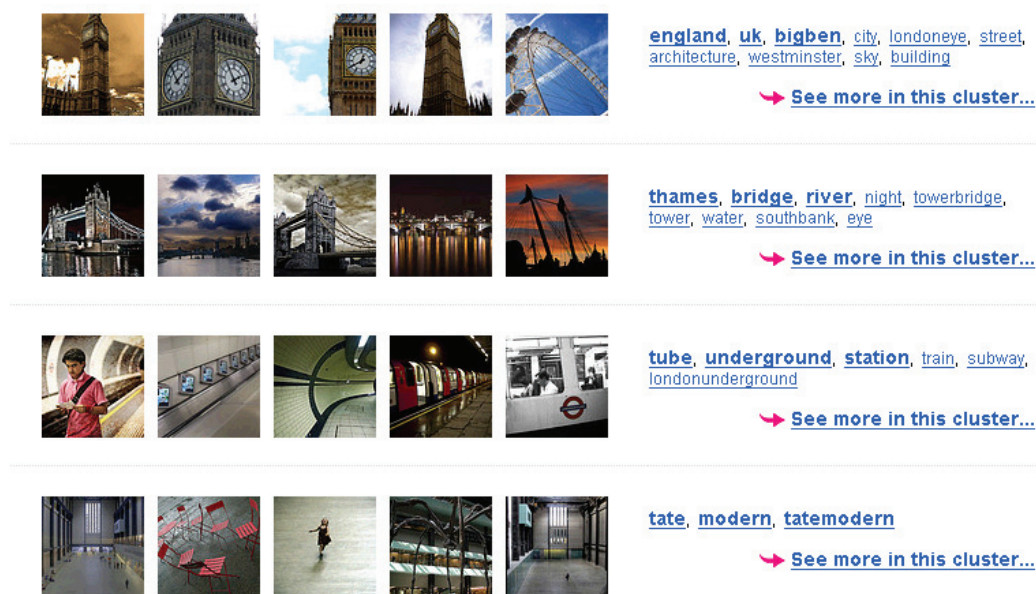 england, uk, bigben, city, londoneye, street,
architecture, westminster, sky, building
See more in this cluster...
thames, bridge, river, night, towerbridge,
tower, water, southbank, eye
See more in this cluster...
tube, underground, station, train, subway,
londonunderground
See more in this cluster...
tate, modern, tatemodern
See more in this cluster...